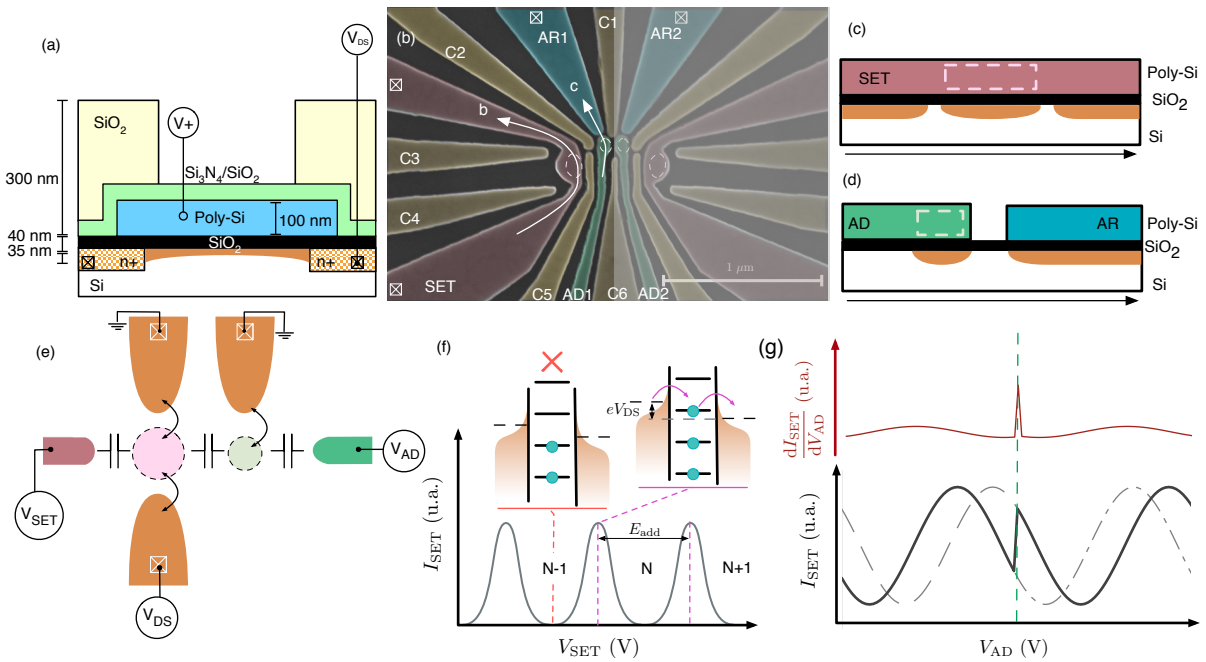 (a)
V_DS
SiO₂
V+
300 nm
Si₃N₄/SiO₂
Poly-Si
100 nm
40 nm
SiO₂
35 nm
n+
n+
Si
(b)
C2
AR1
C1
AR2
b
c
C3
C4
1 μm
SET
C5
AD1
C6
AD2
(c)
SET
Poly-Si
SiO₂
Si
(d)
AD
AR
Poly-Si
SiO₂
Si
(e)
V_SET
V_AD
V_DS
(f)
eV_DS
E_add
N-1
N
N+1
I_SET (u.a.)
V_SET (V)
(g)
dI_SET/dV_AD (u.a.)
I_SET (u.a.)
V_AD (V)